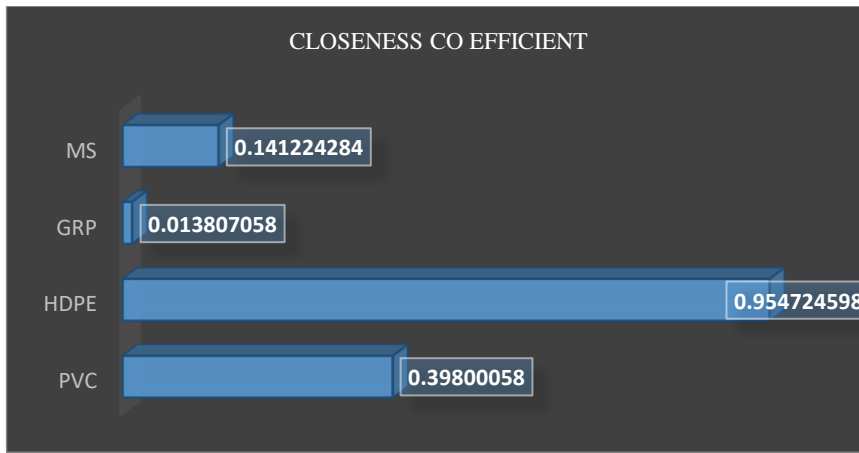 CLOSENESS CO EFFICIENT
MS
0.141224284
GRP
0.013807058
HDPE
0.954724598
PVC
0.39800058